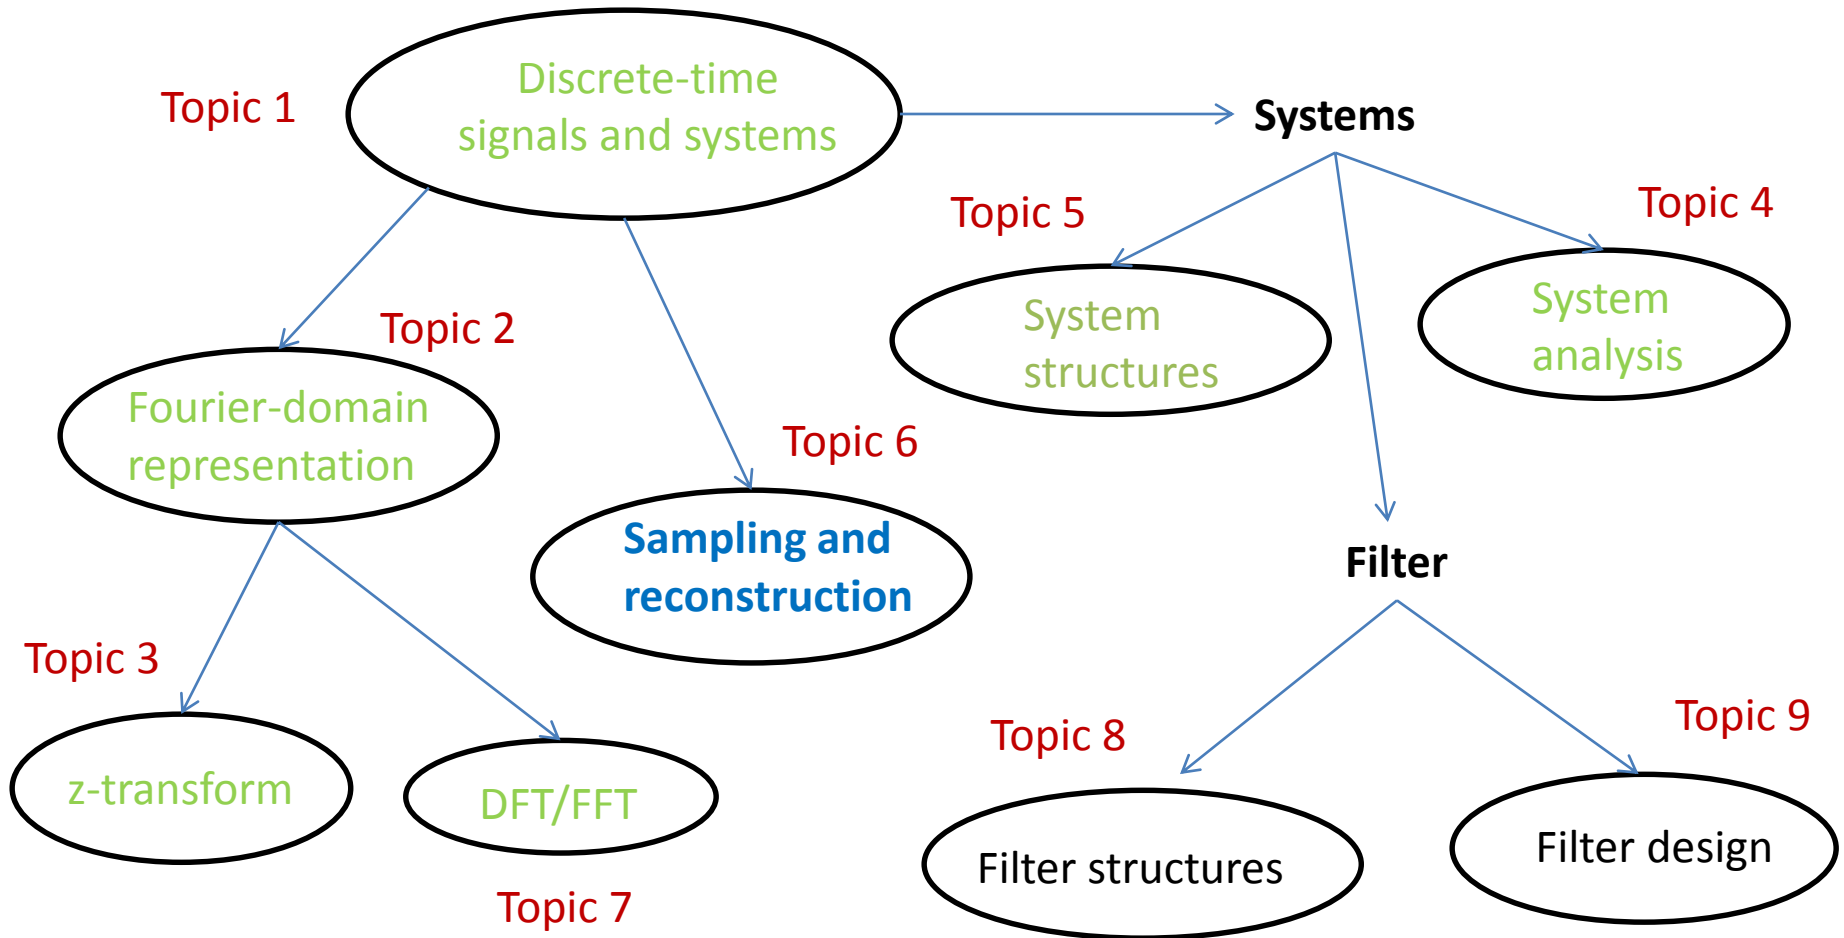 Topic 1
Discrete-time
signals and systems
Systems
Topic 5
Topic 4
System
structures
System
analysis
Topic 2
Fourier-domain
representation
Topic 6
Sampling and
reconstruction
Filter
Topic 3
z-transform
DFT/FFT
Topic 7
Topic 8
Filter structures
Topic 9
Filter design